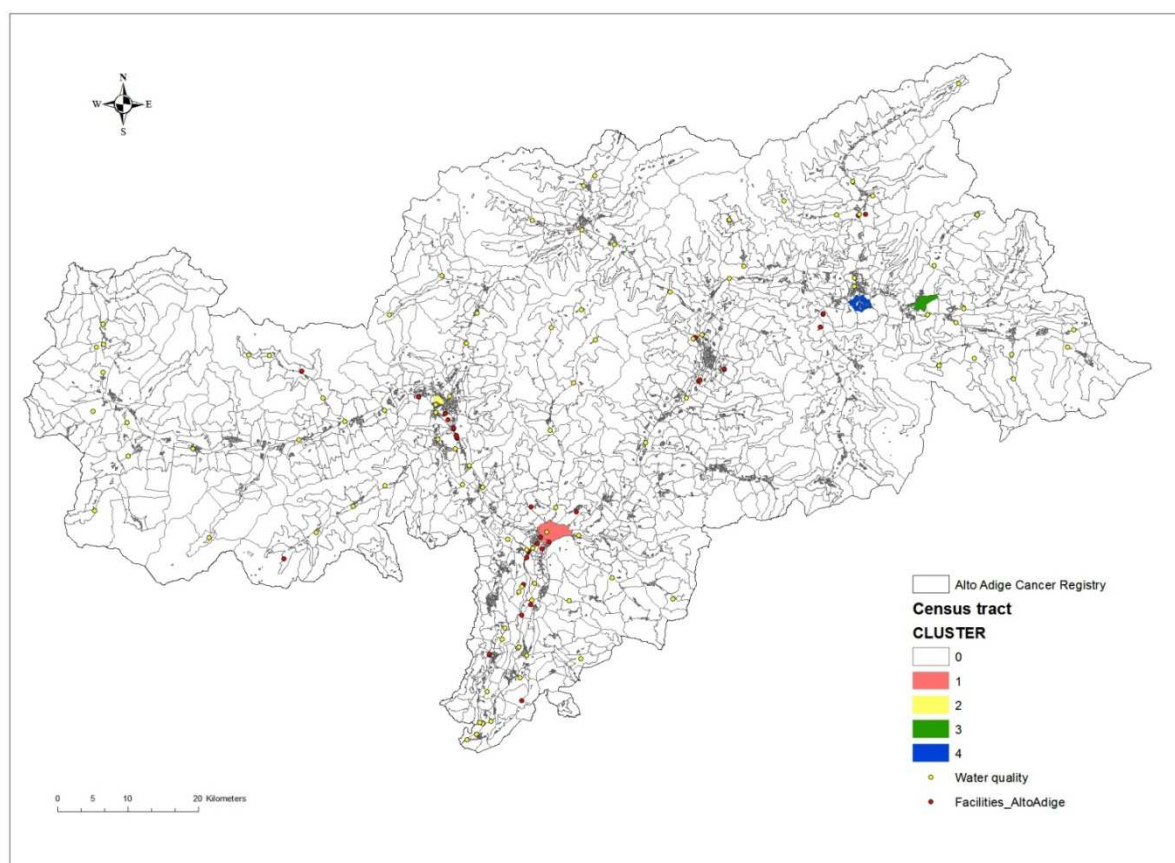 N
W E
S
Alto Adige Cancer Registry
Census tract
CLUSTER
0
1
2
3
4
Water quality
Facilities_AltoAdige
0 5 10 20 Kilometers